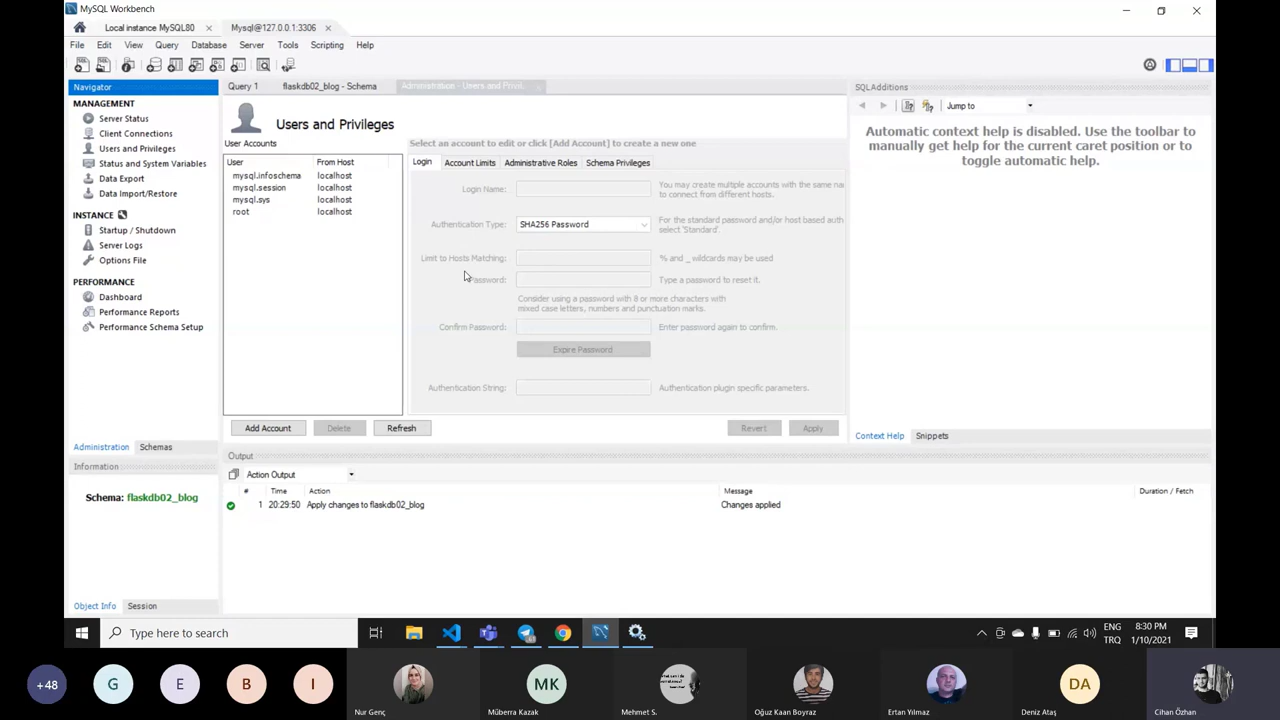 MySQL Workbench
Local instance MySQL80 Mysql@127.0.0.1:3306
File Edit View Query Database Server Tools Scripting Help
Navigator
MANAGEMENT
Server Status
Client Connections
Users and Privileges
Status and System Variables
Data Export
Data Import/Restore
INSTANCE
Startup / Shutdown
Server Logs
Options File
PERFORMANCE
Dashboard
Performance Reports
Performance Schema Setup
Administration Schemas
Information
Schema: flaskdb02_blog
Object Info Session
Query 1 flaskdb02_blog - Schema Administration - Users and Privil...
Users and Privileges
User Accounts
User From Host
mysql.infoschema localhost
mysql.session localhost
mysql.sys localhost
root localhost
Add Account Delete Refresh
Select an account to edit or click [Add Account] to create a new one
Login Account Limits Administrative Roles Schema Privileges
Login Name: You may create multiple accounts with the same nar
to connect from different hosts.
Authentication Type: SHA256 Password For the standard password and/or host based auth
select 'Standard'.
Limit to Hosts Matching: % and _ wildcards may be used
Password: Type a password to reset it.
Consider using a password with 8 or more characters with
mixed case letters, numbers and punctuation marks.
Confirm Password: Enter password again to confirm.
Expire Password
Authentication String: Authentication plugin specific parameters.
Revert Apply
SQLAdditions
Jump to
Automatic context help is disabled. Use the toolbar to
manually get help for the current caret position or to
toggle automatic help.
Context Help Snippets
Output
Action Output
# Time Action Message Duration / Fetch
1 20:29:50 Apply changes to flaskdb02_blog Changes applied
Type here to search
ENG
TRQ
8:30 PM
1/10/2021
+48 G E B I MK DA
Nur Genç Müberra Kazak Mehmet S. Oğuz Kaan Boyraz Ertan Yılmaz Deniz Ataş Cihan Özhan